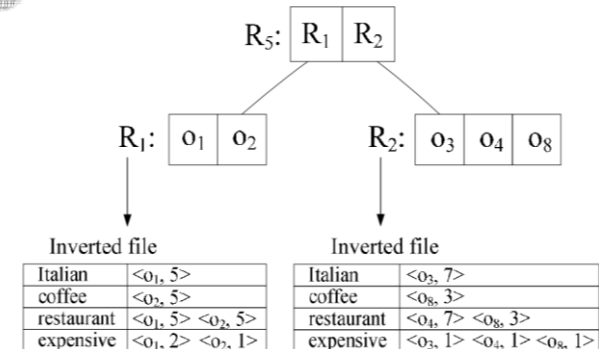 R5: R1 R2
R1: o1 o2
R2: o3 o4 o8
Inverted file
Italian <o1, 5>
coffee <o2, 5>
restaurant <o1, 5> <o2, 5>
expensive <o1, 2> <o2, 1>
Inverted file
Italian <o3, 7>
coffee <o8, 3>
restaurant <o4, 7> <o8, 3>
expensive <o3, 1> <o4, 1> <o8, 1>